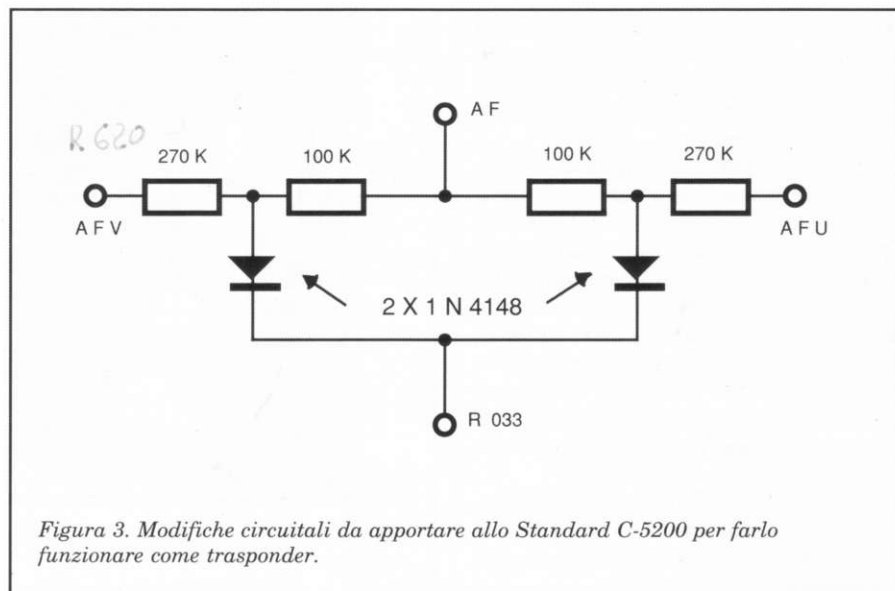 A F
R 620
270 K
100 K
100 K
270 K
A F V
A F U
2 X 1 N 4148
R 033
Figura 3. Modifiche circuitali da apportare allo Standard C-5200 per farlo
funzionare come trasponder.